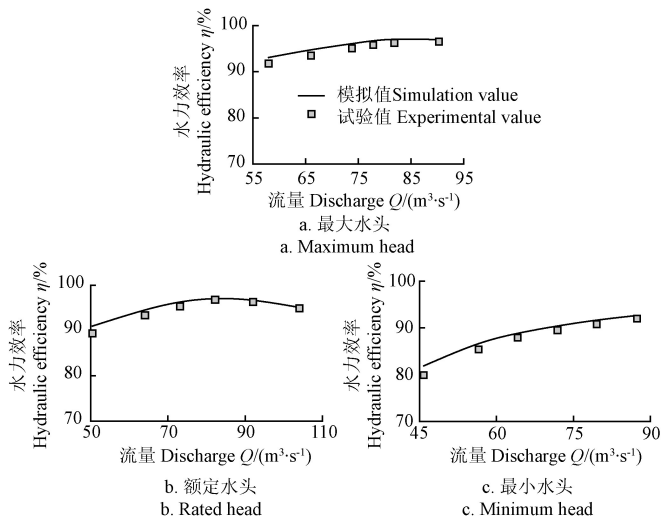 水力效率
Hydraulic efficiency η/%
100
90
80
70
模拟值Simulation value
试验值 Experimental value
55 65 75 85 95
流量 Discharge Q/(m³·s⁻¹)
a. 最大水头
a. Maximum head
水力效率
Hydraulic efficiency η/%
100
90
80
70
50 70 90 110
流量 Discharge Q/(m³·s⁻¹)
b. 额定水头
b. Rated head
水力效率
Hydraulic efficiency η/%
100
90
80
70
45 60 75 90
流量 Discharge Q/(m³·s⁻¹)
c. 最小水头
c. Minimum head